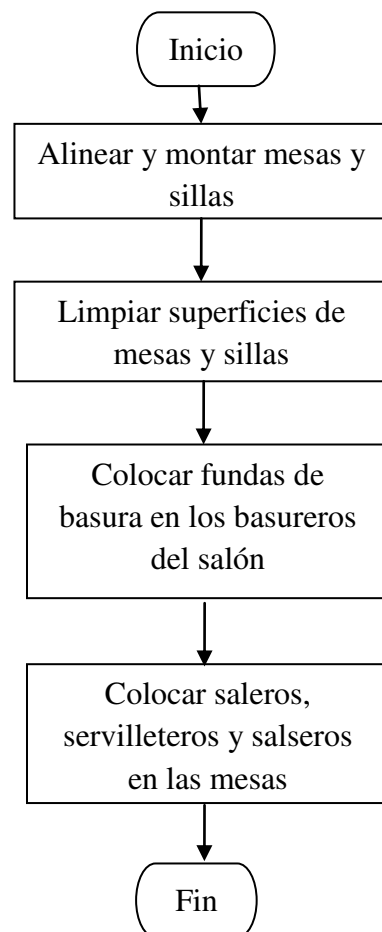 Inicio
Alinear y montar mesas y
sillas
Limpiar superficies de
mesas y sillas
Colocar fundas de
basura en los basureros
del salón
Colocar saleros,
servilleteros y salseros
en las mesas
Fin